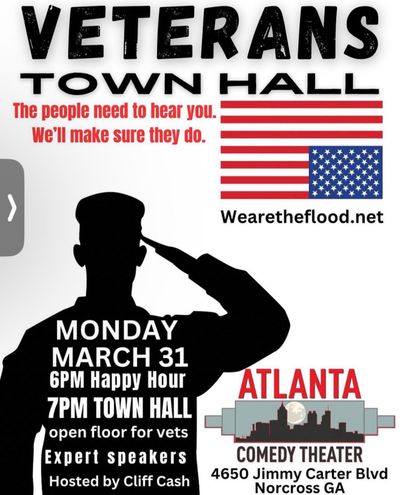 VETERANS
TOWN HALL
The people need to hear you.
We'll make sure they do.
Wearetheflood.net
MONDAY
MARCH 31
6PM Happy Hour
7PM TOWN HALL
open floor for vets
Expert speakers
Hosted by Cliff Cash
ATLANTA
COMEDY THEATER
4650 Jimmy Carter Blvd
Norcross GA